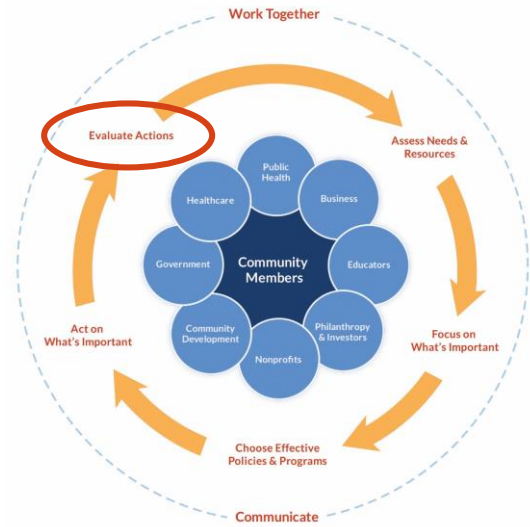 Work Together
Evaluate Actions
Assess Needs &
Resources
Public
Health
Healthcare
Business
Government
Community
Members
Educators
Community
Development
Philanthropy
& Investors
Nonprofits
Act on
What's Important
Focus on
What's Important
Choose Effective
Policies & Programs
Communicate